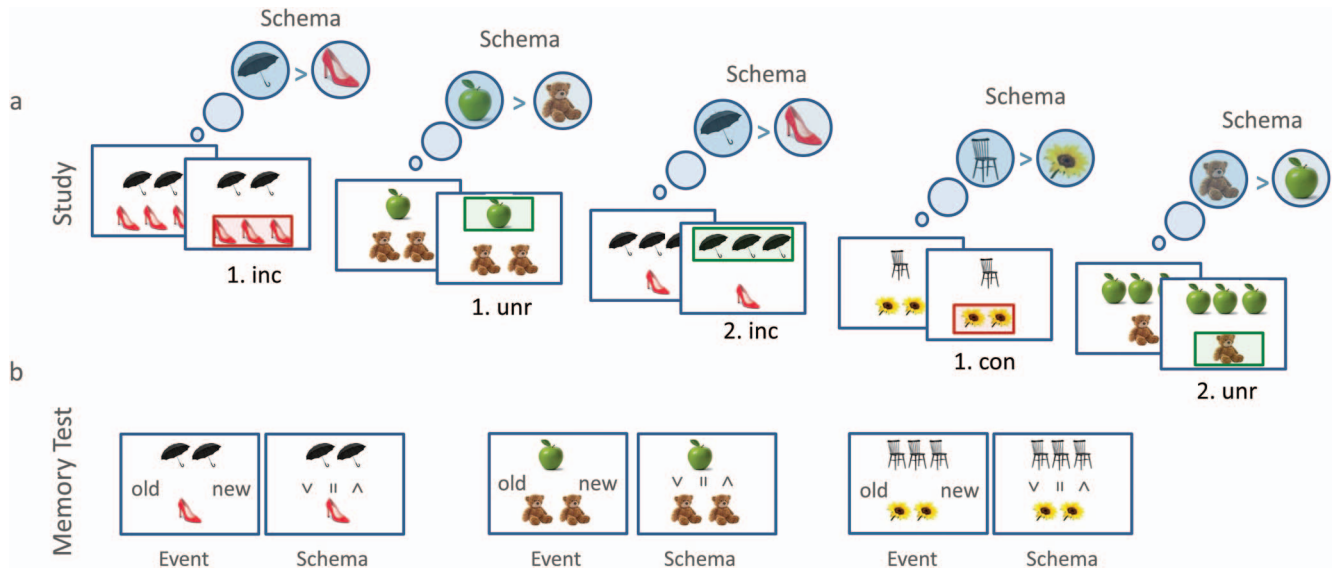 Schema
>
Schema
>
Schema
>
Schema
>
Schema
>
a
Study
1. inc
1. unr
2. inc
1. con
2. unr
b
Memory Test
old new
Event
v = ʌ
Schema
old new
Event
v = ʌ
Schema
old new
Event
v = ʌ
Schema